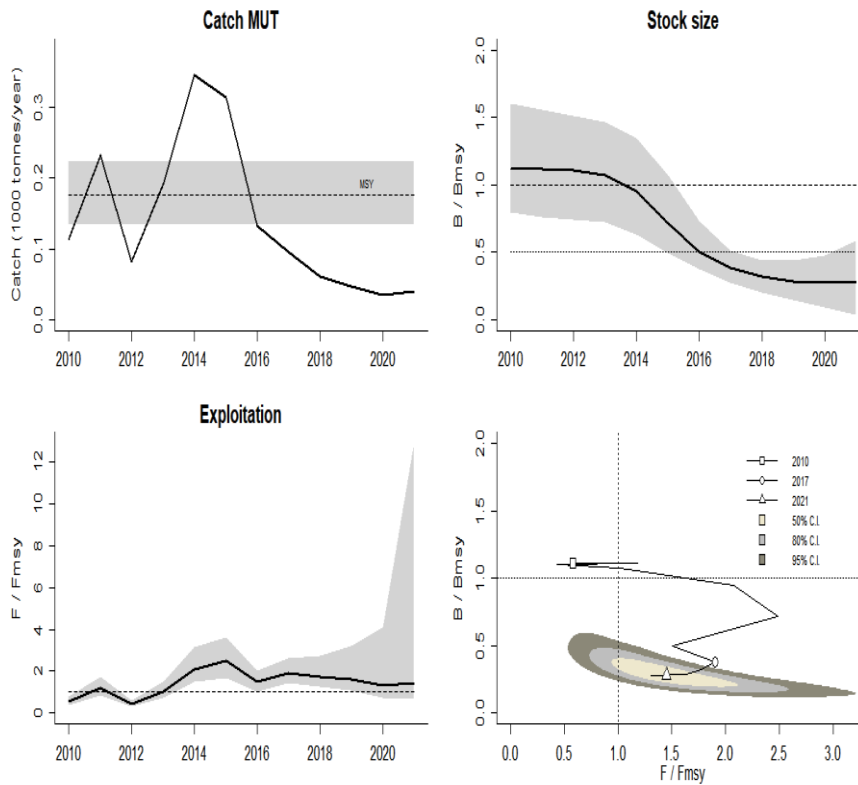 Catch MUT
Catch (1000 tonnes/year)
0.0 0.1 0.2 0.3
MSY
2010 2012 2014 2016 2018 2020
Stock size
B / Bmsy
0.0 0.5 1.0 1.5 2.0
2010 2012 2014 2016 2018 2020
Exploitation
F / Fmsy
0 2 4 6 8 10 12
2010 2012 2014 2016 2018 2020
B / Bmsy
0.0 0.5 1.0 1.5 2.0
2010
2017
2021
50% C.I.
80% C.I.
95% C.I.
0.0 0.5 1.0 1.5 2.0 2.5 3.0
F / Fmsy